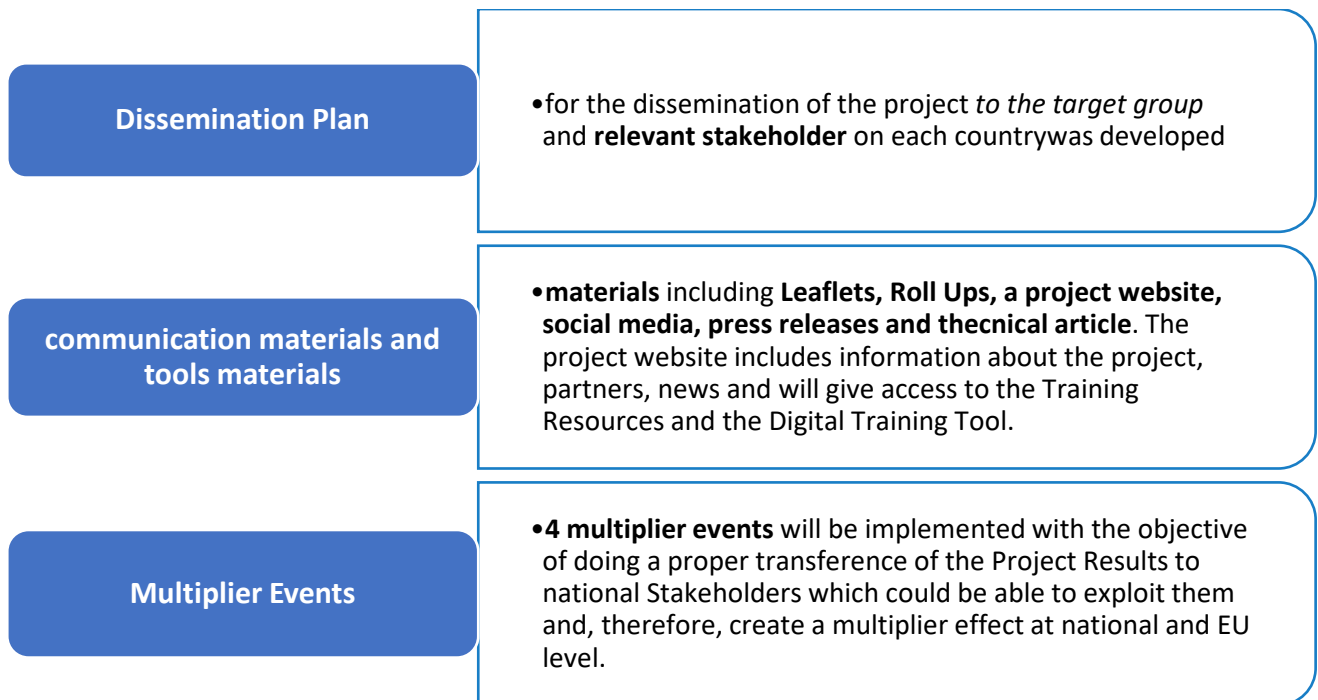 Dissemination Plan
•for the dissemination of the project to the target group
and relevant stakeholder on each countrywas developed
communication materials and
tools materials
•materials including Leaflets, Roll Ups, a project website,
social media, press releases and thecnical article. The
project website includes information about the project,
partners, news and will give access to the Training
Resources and the Digital Training Tool.
Multiplier Events
•4 multiplier events will be implemented with the objective
of doing a proper transference of the Project Results to
national Stakeholders which could be able to exploit them
and, therefore, create a multiplier effect at national and EU
level.